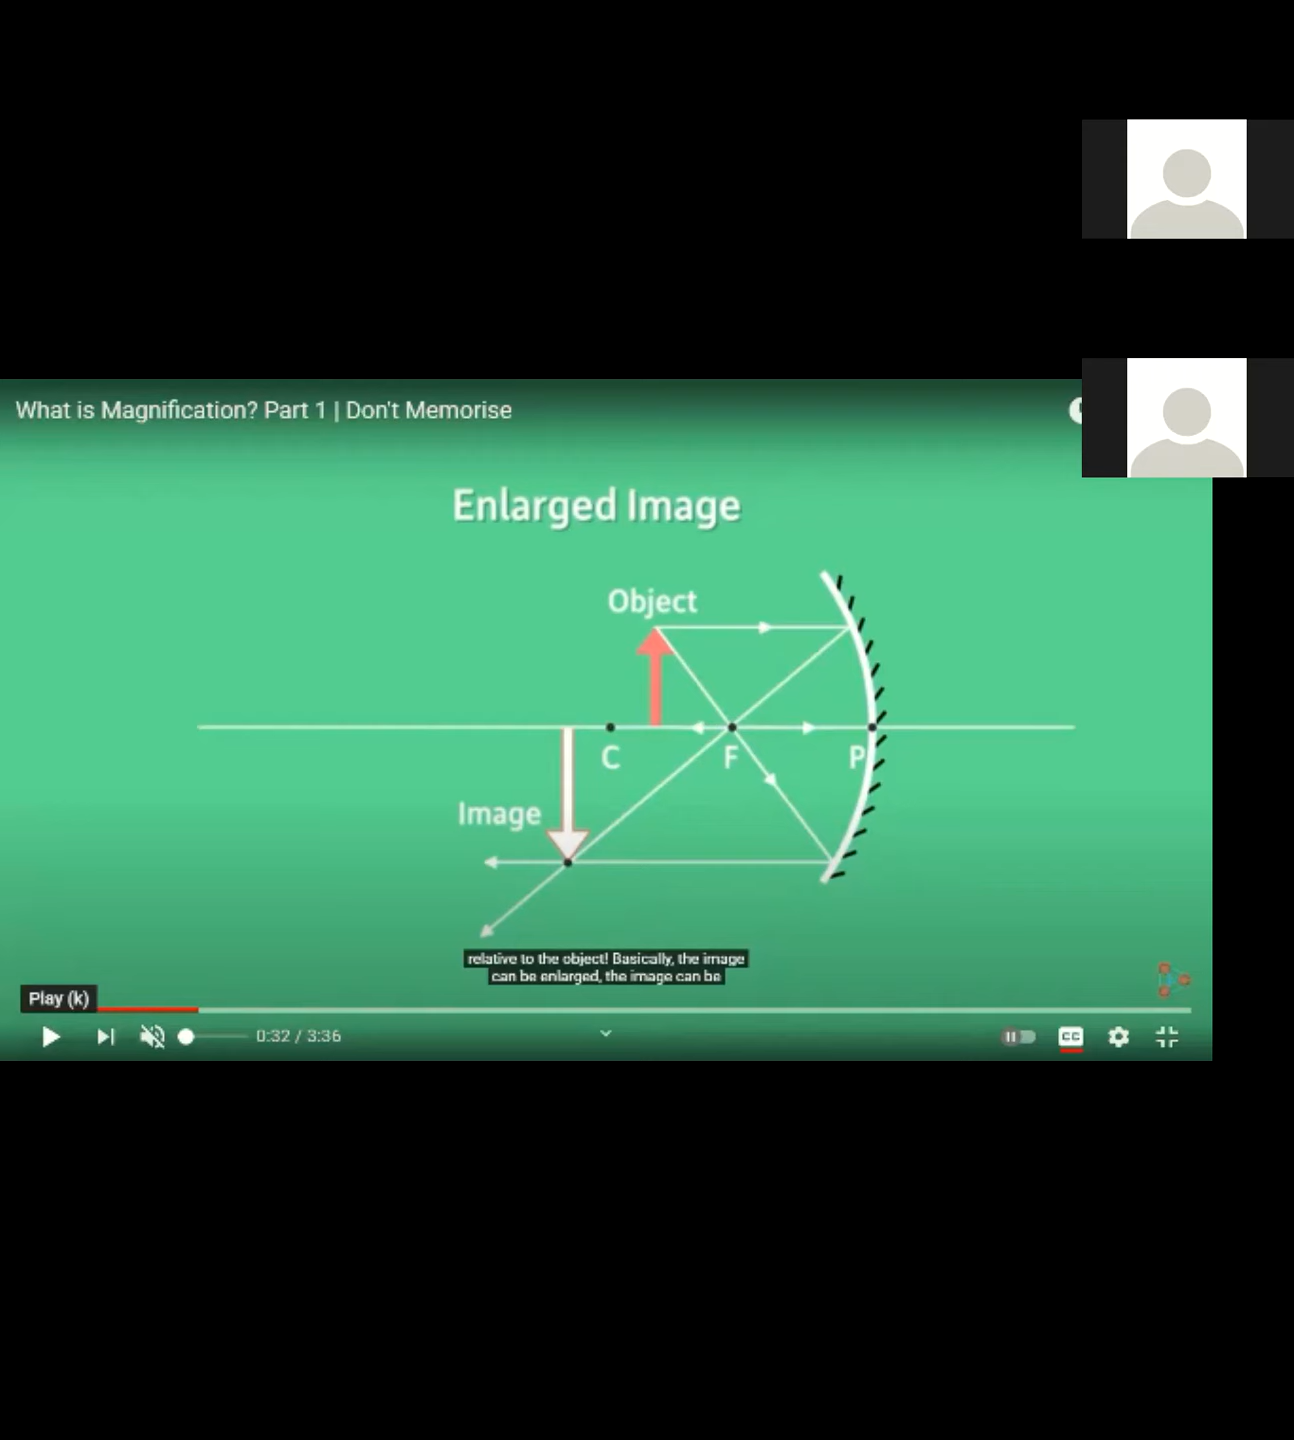 What is Magnification? Part 1 | Don't Memorise
Enlarged Image
Object
C
F
P
Image
relative to the object! Basically, the image
can be enlarged, the image can be
Play (k)
0:32 / 3:36
CC